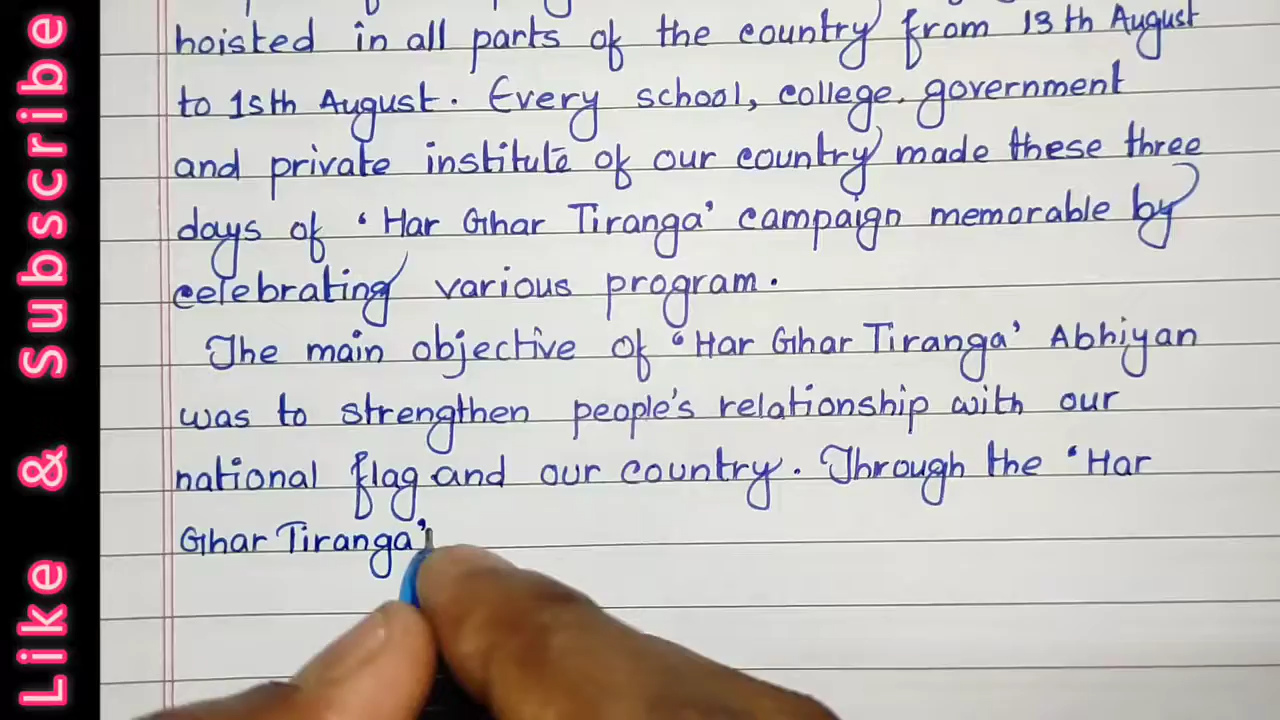 Like & Subscribe
hoisted in all parts of the country from 13th August
to 15th August. Every school, college, government
and private institute of our country made these three
days of 'Har Ghar Tiranga' campaign memorable by
celebrating various program.
The main objective of 'Har Ghar Tiranga' Abhiyan
was to strengthen people's relationship with our
national flag and our country. Through the 'Har
Ghar Tiranga'